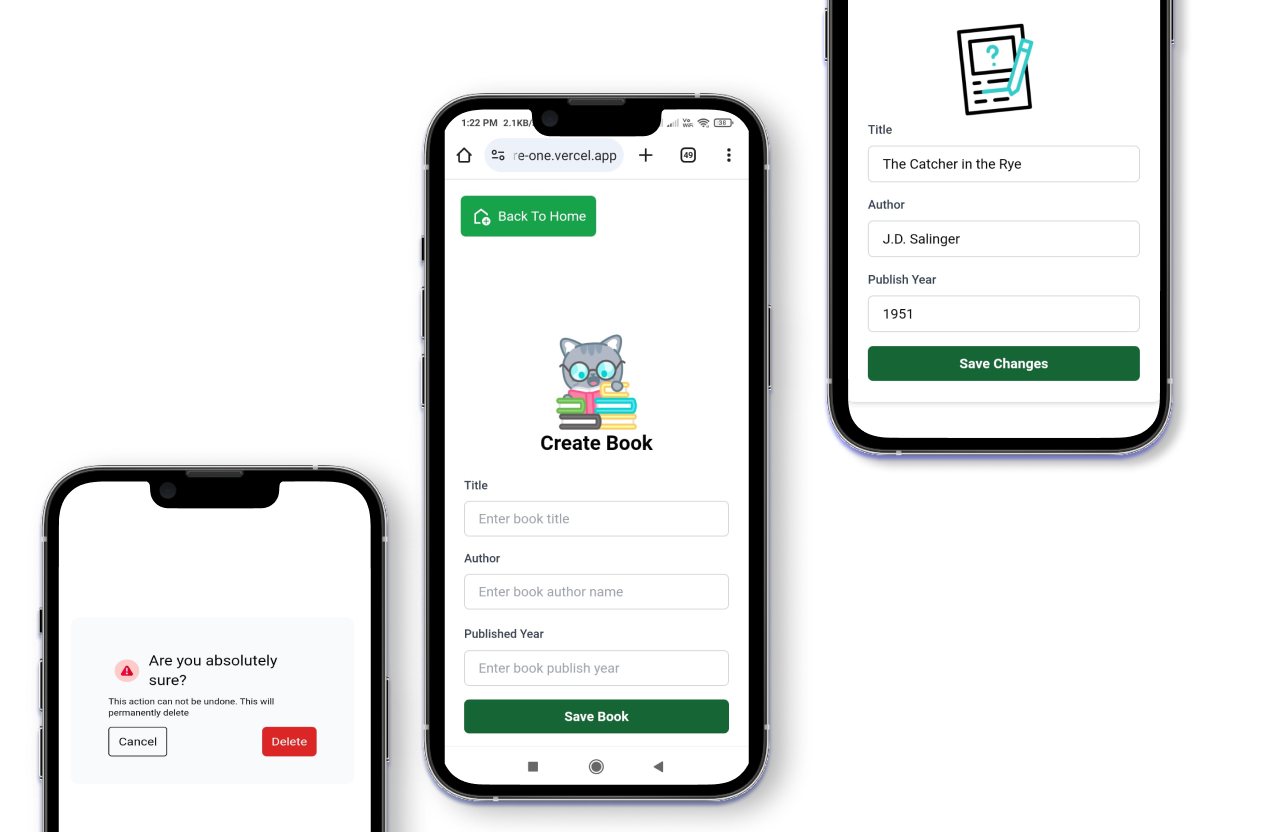 Are you absolutely
sure?
This action can not be undone. This will
permanently delete
Cancel
Delete
1:22 PM 2.1KB/
Vo
WiFi
38
re-one.vercel.app
49
Back To Home
Create Book
Title
Enter book title
Author
Enter book author name
Published Year
Enter book publish year
Save Book
?
Title
The Catcher in the Rye
Author
J.D. Salinger
Publish Year
1951
Save Changes